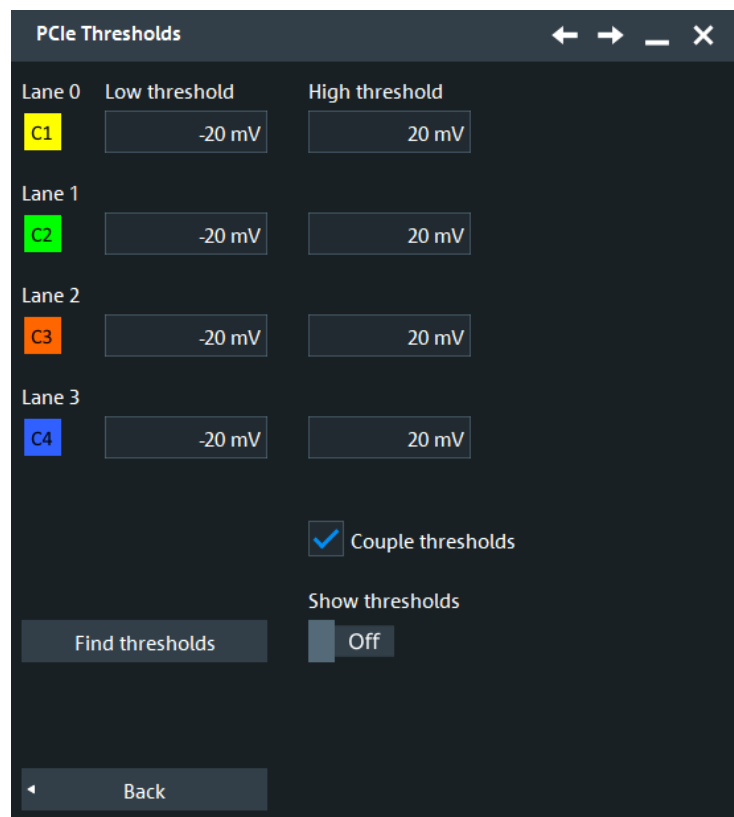 PCIe Thresholds
Lane 0 Low threshold High threshold
C1 -20 mV 20 mV
Lane 1
C2 -20 mV 20 mV
Lane 2
C3 -20 mV 20 mV
Lane 3
C4 -20 mV 20 mV
Couple thresholds
Show thresholds
Find thresholds Off
Back